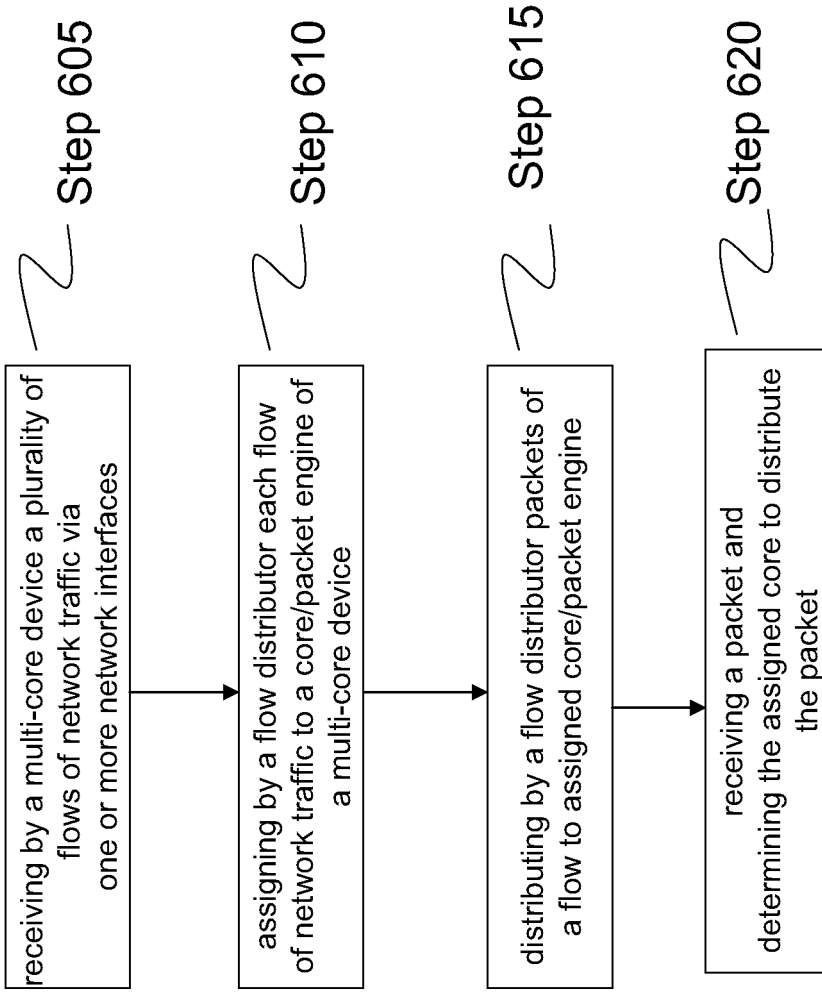 receiving by a multi-core device a plurality of
flows of network traffic via
one or more network interfaces
Step 605
assigning by a flow distributor each flow
of network traffic to a core/packet engine of
a multi-core device
Step 610
distributing by a flow distributor packets of
a flow to assigned core/packet engine
Step 615
receiving a packet and
determining the assigned core to distribute
the packet
Step 620